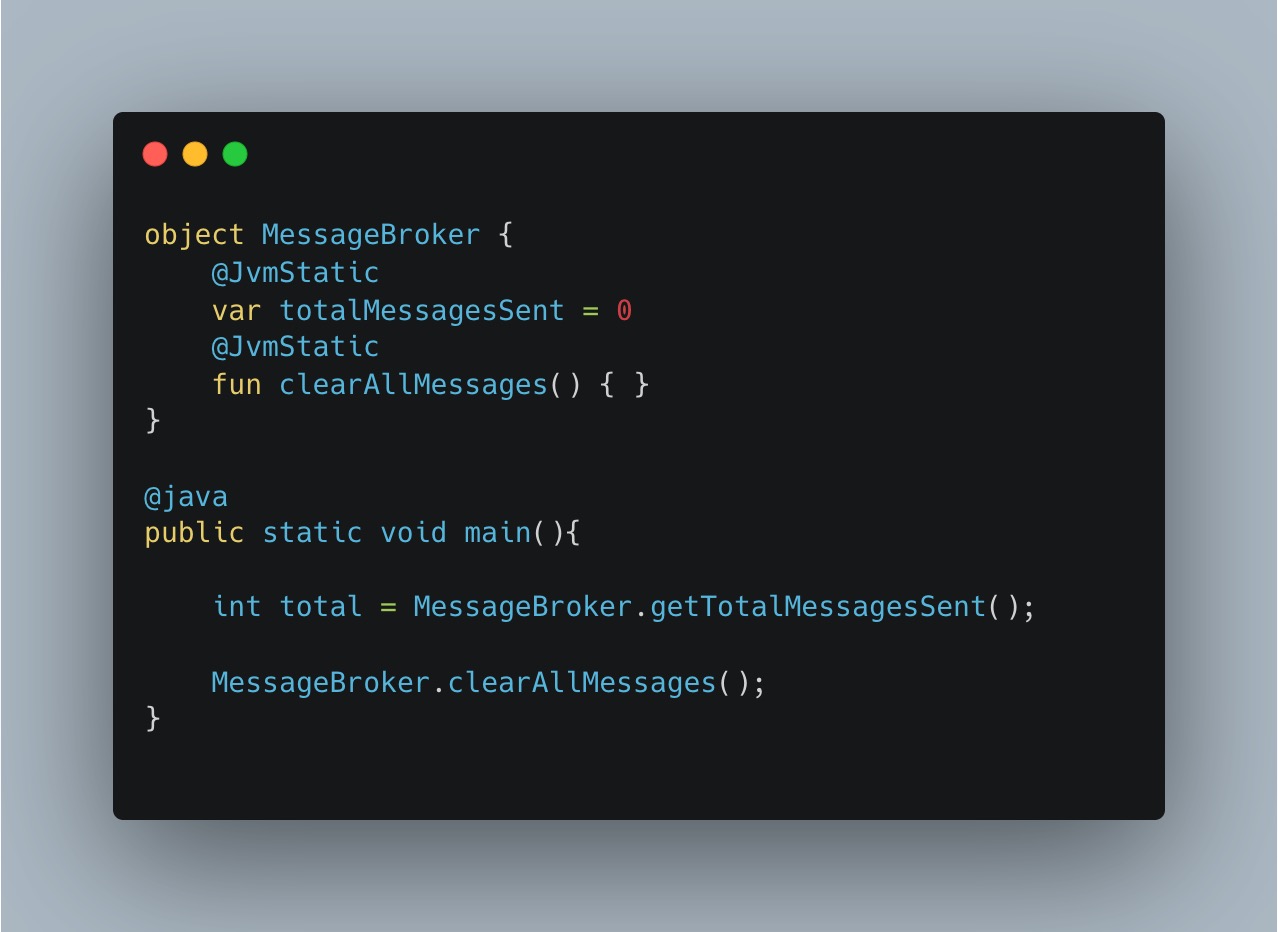 object MessageBroker {
    @JvmStatic
    var totalMessagesSent = 0
    @JvmStatic
    fun clearAllMessages() { }
}
@java
public static void main(){
    int total = MessageBroker.getTotalMessagesSent();
    MessageBroker.clearAllMessages();
}